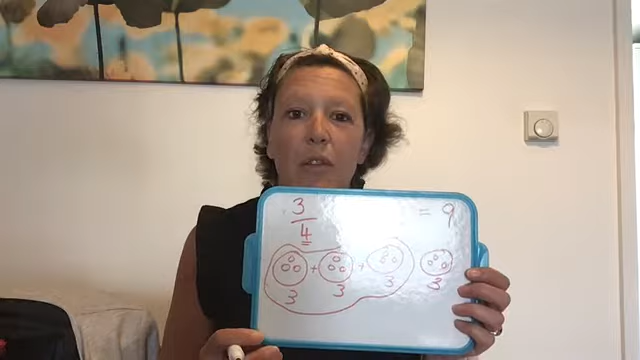 3/4 = 9
3 + 3 + 3 3